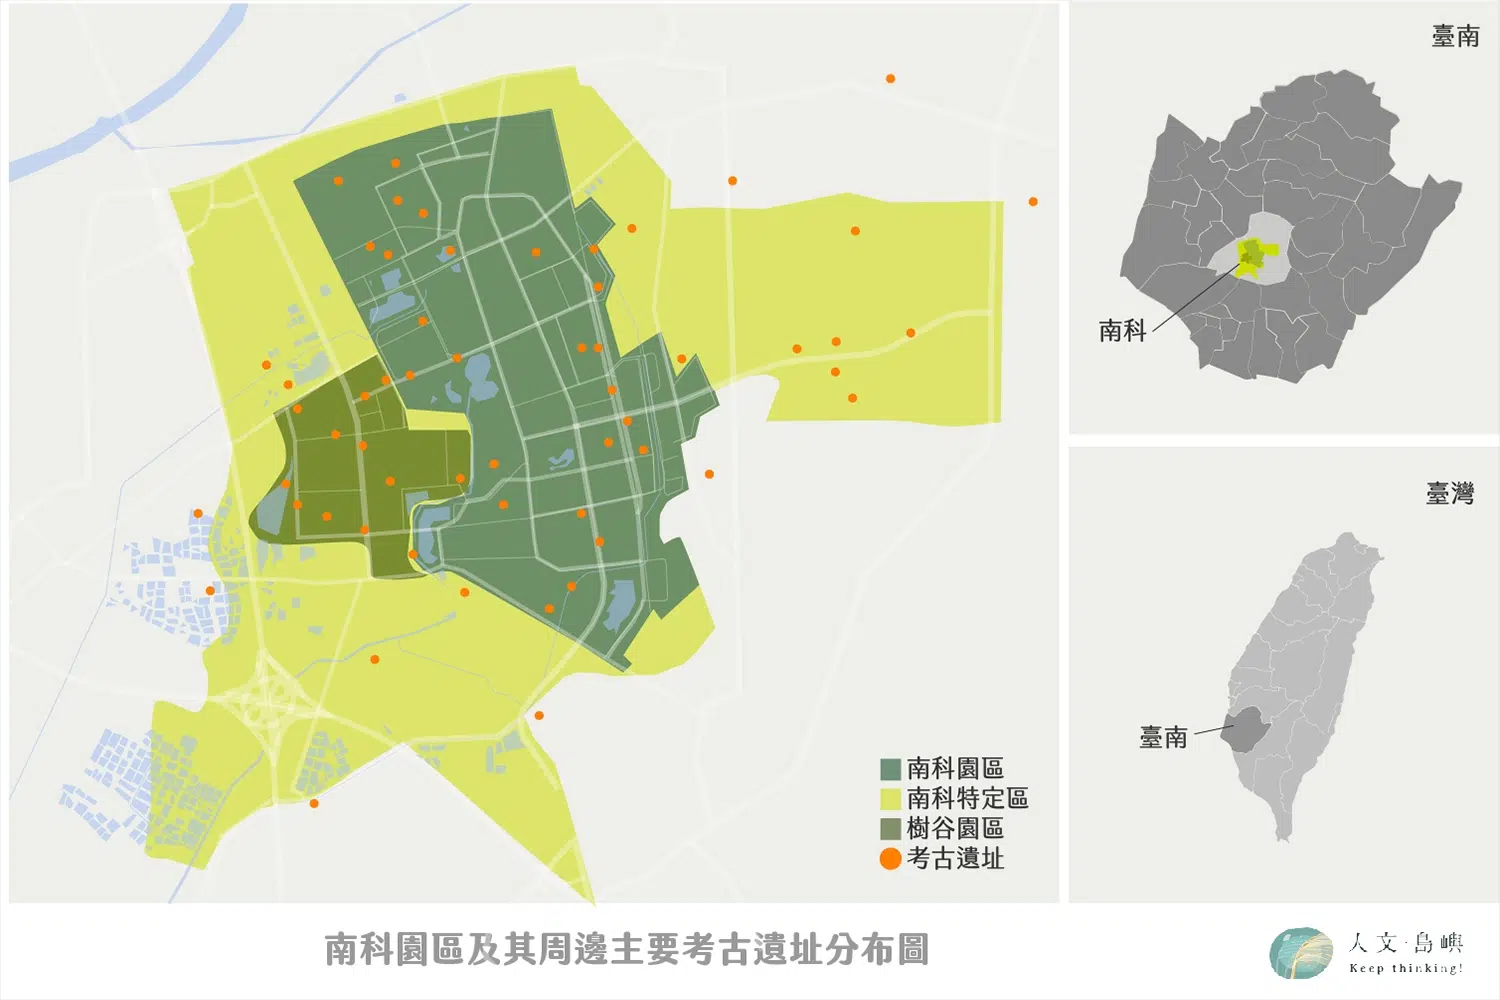 臺南
南科
臺灣
臺南
南科園區
南科特定區
樹谷園區
考古遺址
南科園區及其周邊主要考古遺址分布圖
人文·島嶼
Keep thinking!